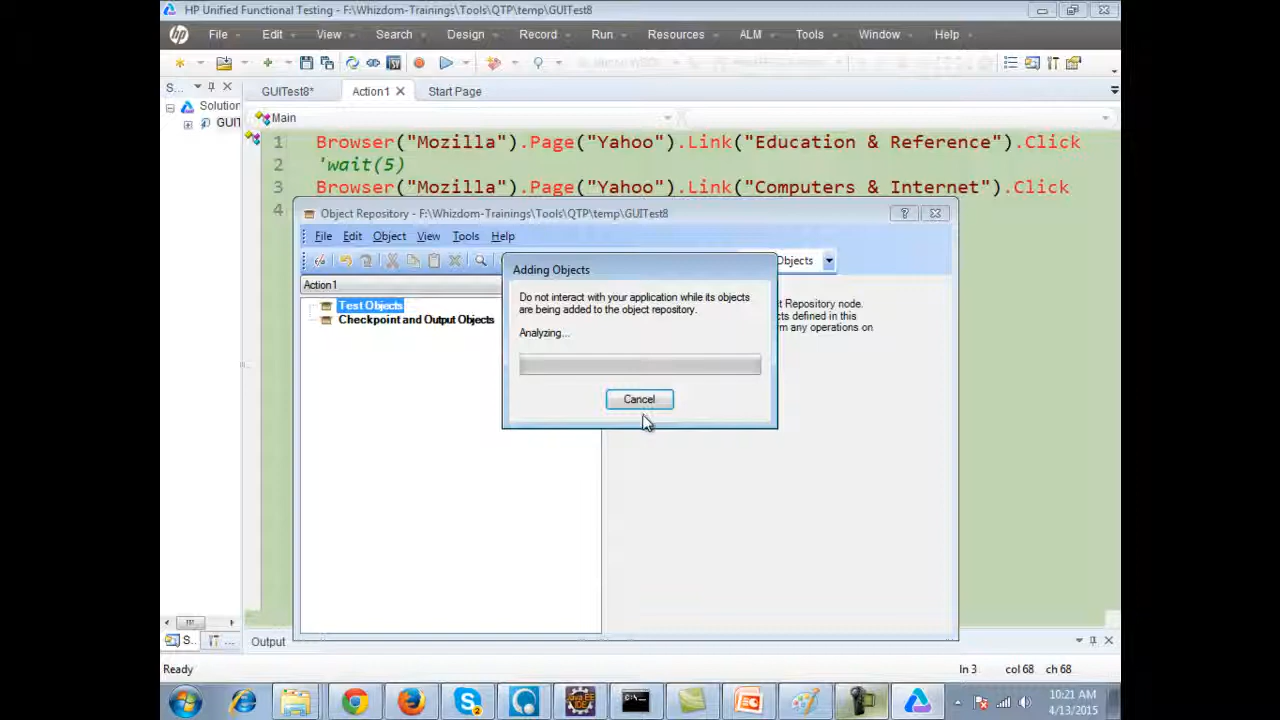 HP Unified Functional Testing - F:\Whizdom-Trainings\Tools\QTP\temp\GUITest8
File Edit View Search Design Record Run Resources ALM Tools Window Help
S...
GUITest8* Action1 Start Page
Solution
GUIT
Main
1 Browser("Mozilla").Page("Yahoo").Link("Education & Reference").Click
2 'wait(5)
3 Browser("Mozilla").Page("Yahoo").Link("Computers & Internet").Click
4
Object Repository - F:\Whizdom-Trainings\Tools\QTP\temp\GUITest8
File Edit Object View Tools Help
Objects
Action1
Test Objects
Checkpoint and Output Objects
Adding Objects
Do not interact with your application while its objects
are being added to the object repository.
Analyzing...
Cancel
t Repository node.
cts defined in this
m any operations on
S...
Output
Ready
ln 3 col 68 ch 68
10:21 AM
4/13/2015